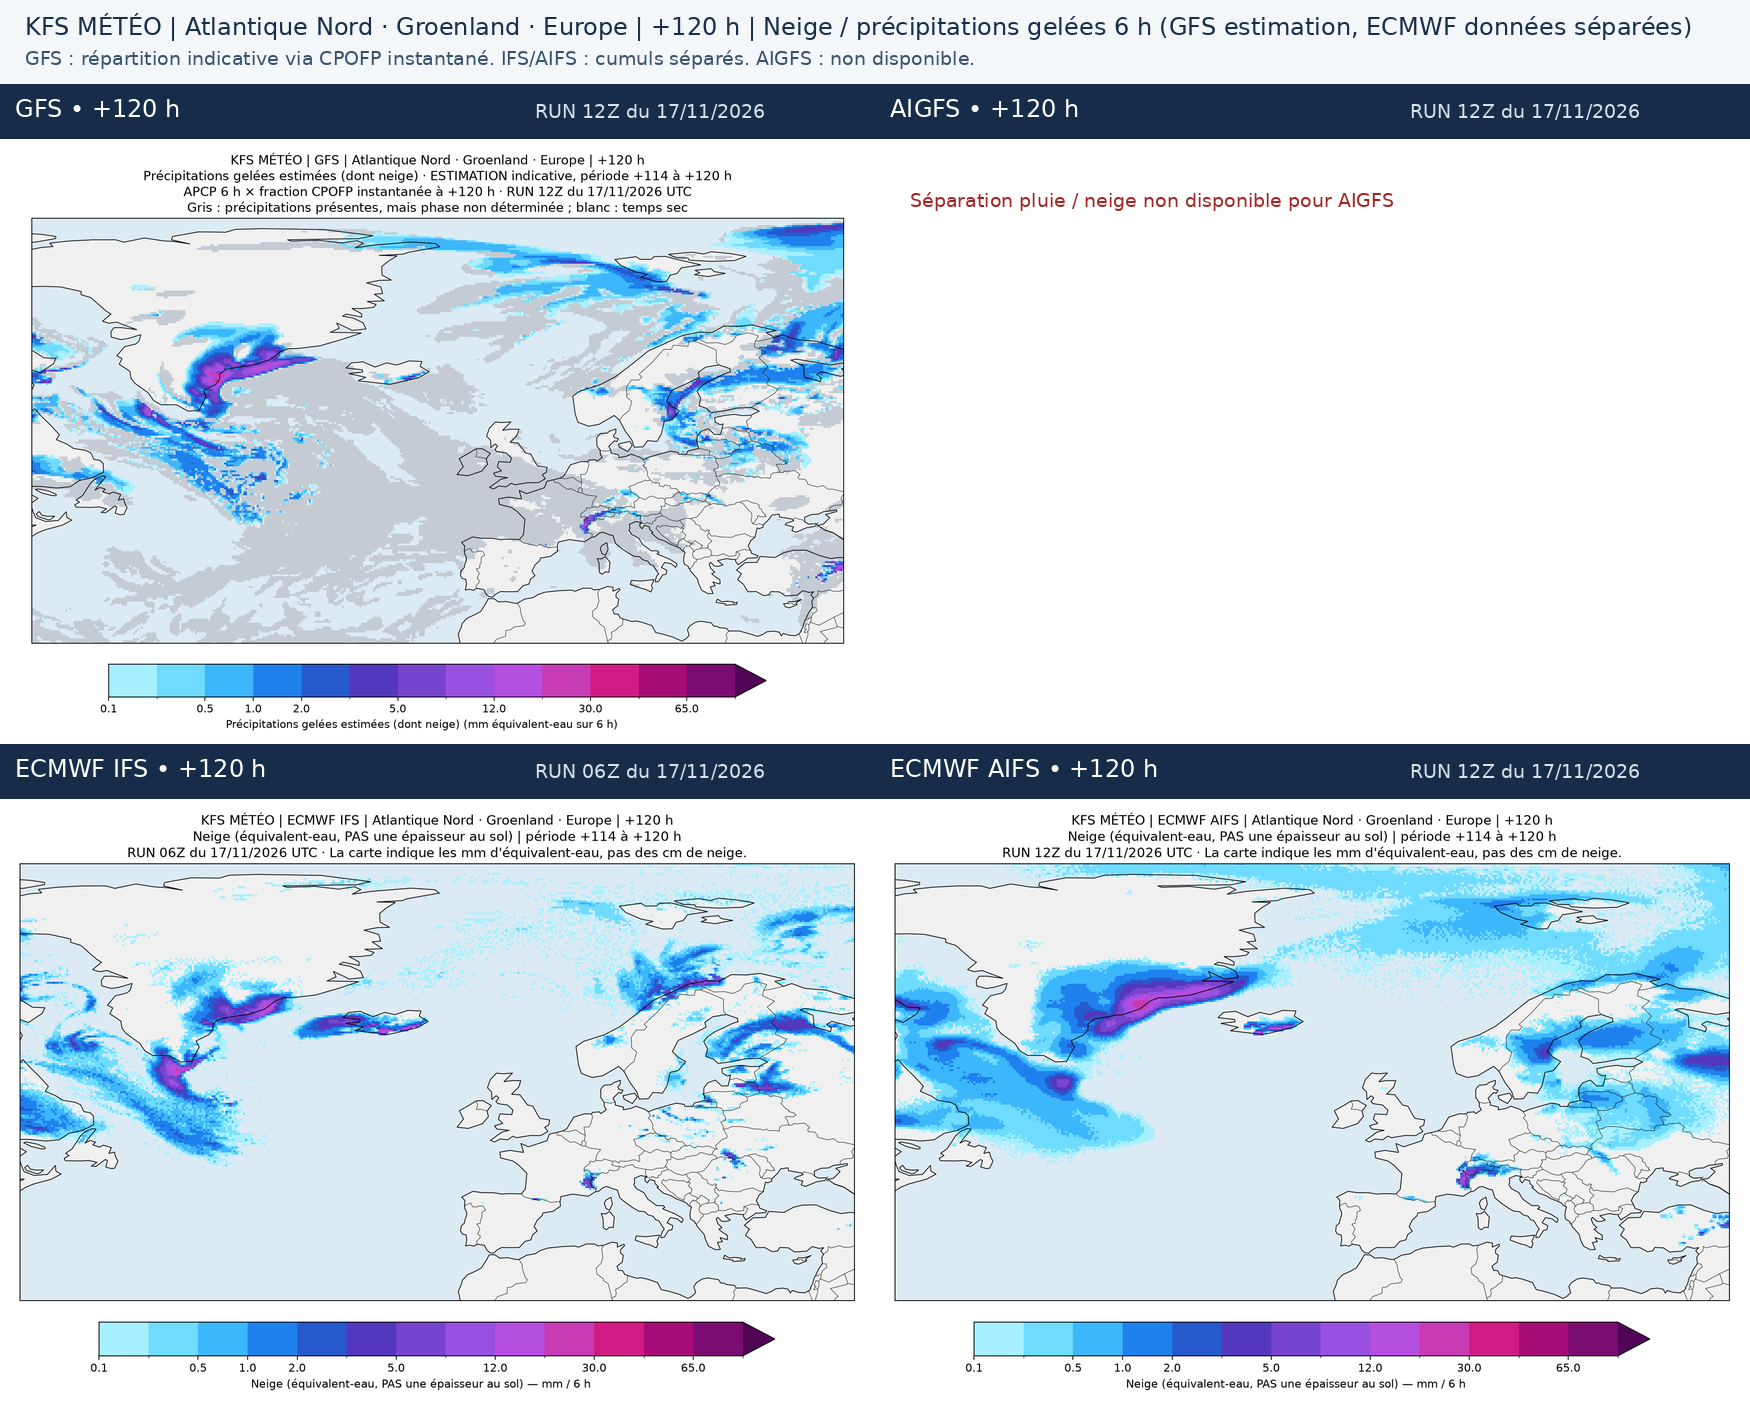 KFS MÉTÉO | Atlantique Nord · Groenland · Europe | +120 h | Neige / précipitations gelées 6 h (GFS estimation, ECMWF données séparées)
GFS : répartition indicative via CPOFP instantané. IFS/AIFS : cumuls séparés. AIGFS : non disponible.
GFS • +120 h
RUN 12Z du 17/11/2026
AIGFS • +120 h
RUN 12Z du 17/11/2026
KFS MÉTÉO | GFS | Atlantique Nord · Groenland · Europe | +120 h
Précipitations gelées estimées (dont neige) · ESTIMATION indicative, période +114 à +120 h
APCP 6 h × fraction CPOFP instantanée à +120 h · RUN 12Z du 17/11/2026 UTC
Gris : précipitations présentes, mais phase non déterminée ; blanc : temps sec
Séparation pluie / neige non disponible pour AIGFS
0.1 0.5 1.0 2.0 5.0 12.0 30.0 65.0
Précipitations gelées estimées (dont neige) (mm équivalent-eau sur 6 h)
ECMWF IFS • +120 h
RUN 06Z du 17/11/2026
ECMWF AIFS • +120 h
RUN 12Z du 17/11/2026
KFS MÉTÉO | ECMWF IFS | Atlantique Nord · Groenland · Europe | +120 h
Neige (équivalent-eau, PAS une épaisseur au sol) | période +114 à +120 h
RUN 06Z du 17/11/2026 UTC · La carte indique les mm d'équivalent-eau, pas des cm de neige.
KFS MÉTÉO | ECMWF AIFS | Atlantique Nord · Groenland · Europe | +120 h
Neige (équivalent-eau, PAS une épaisseur au sol) | période +114 à +120 h
RUN 12Z du 17/11/2026 UTC · La carte indique les mm d'équivalent-eau, pas des cm de neige.
0.1 0.5 1.0 2.0 5.0 12.0 30.0 65.0
Neige (équivalent-eau, PAS une épaisseur au sol) — mm / 6 h
0.1 0.5 1.0 2.0 5.0 12.0 30.0 65.0
Neige (équivalent-eau, PAS une épaisseur au sol) — mm / 6 h